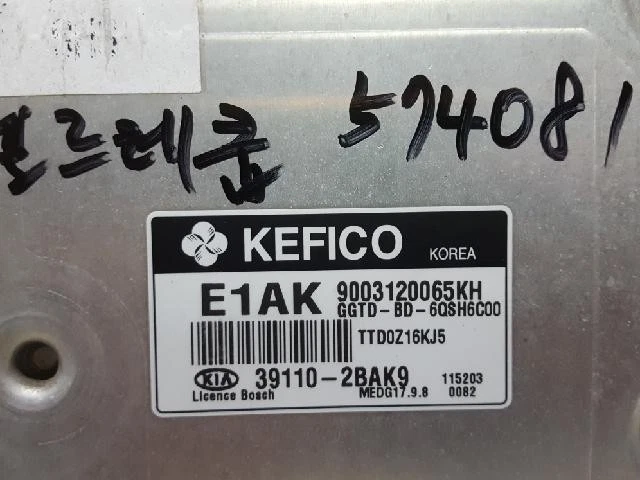 포르테쿱 574081
KEFICO KOREA
E1AK 9003120065KH
GGTD-BD-6QSH6C00
TTD0Z16KJ5
KIA 39110-2BAK9 115203
Licence Bosch MEDG17.9.8 0082